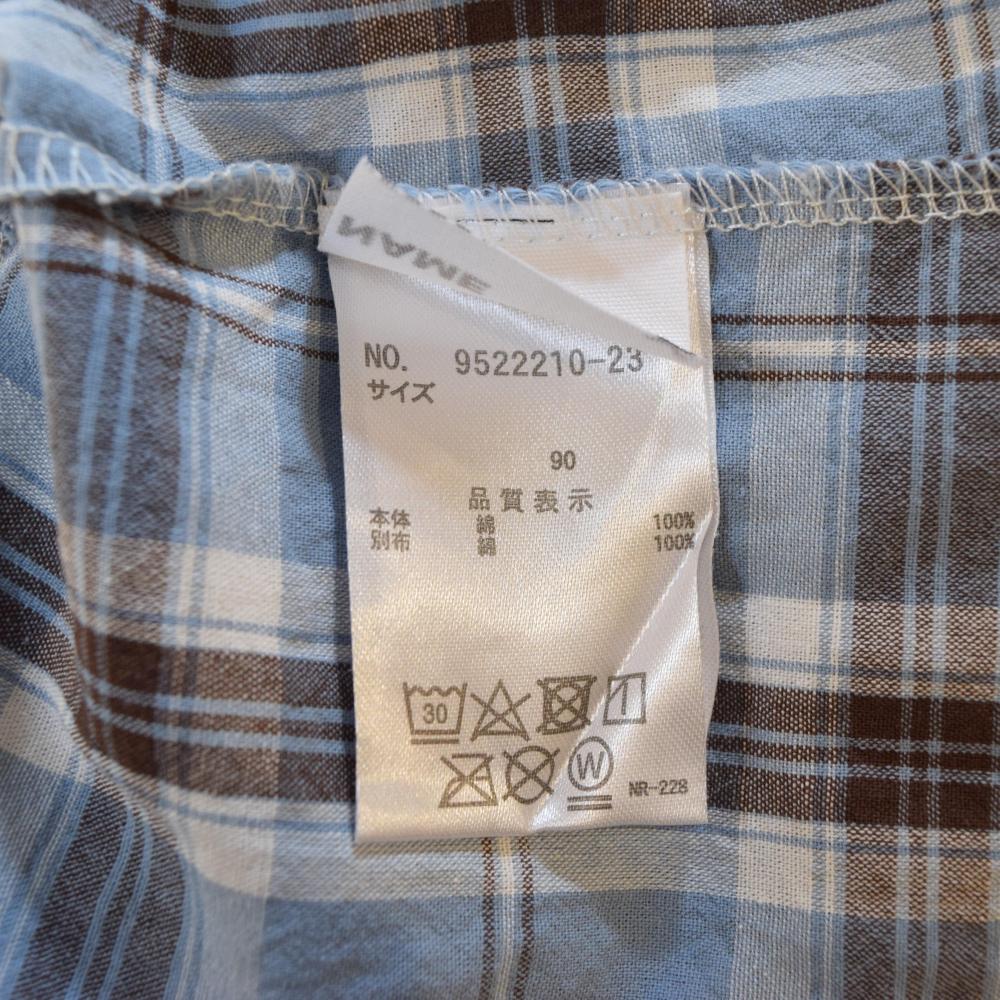 NAME
NO. 9522210-23
サイズ
90
品質表示
本体 綿 100%
別布 綿 100%
30
W
NR-228